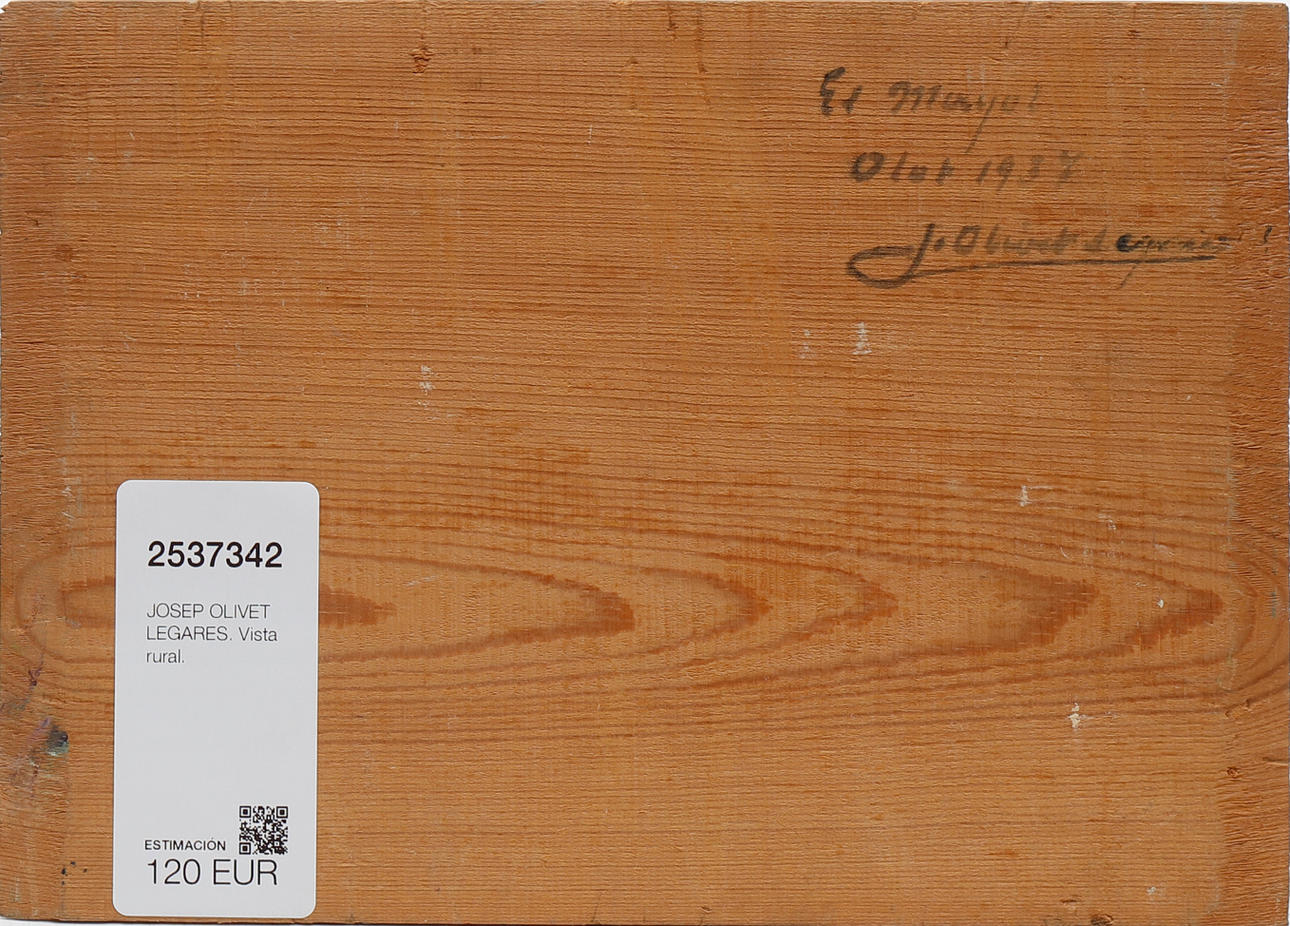 El Mayol
Olot 1937
J. Olivet Legares
2537342
JOSEP OLIVET
LEGARES. Vista
rural.
ESTIMACIÓN
120 EUR